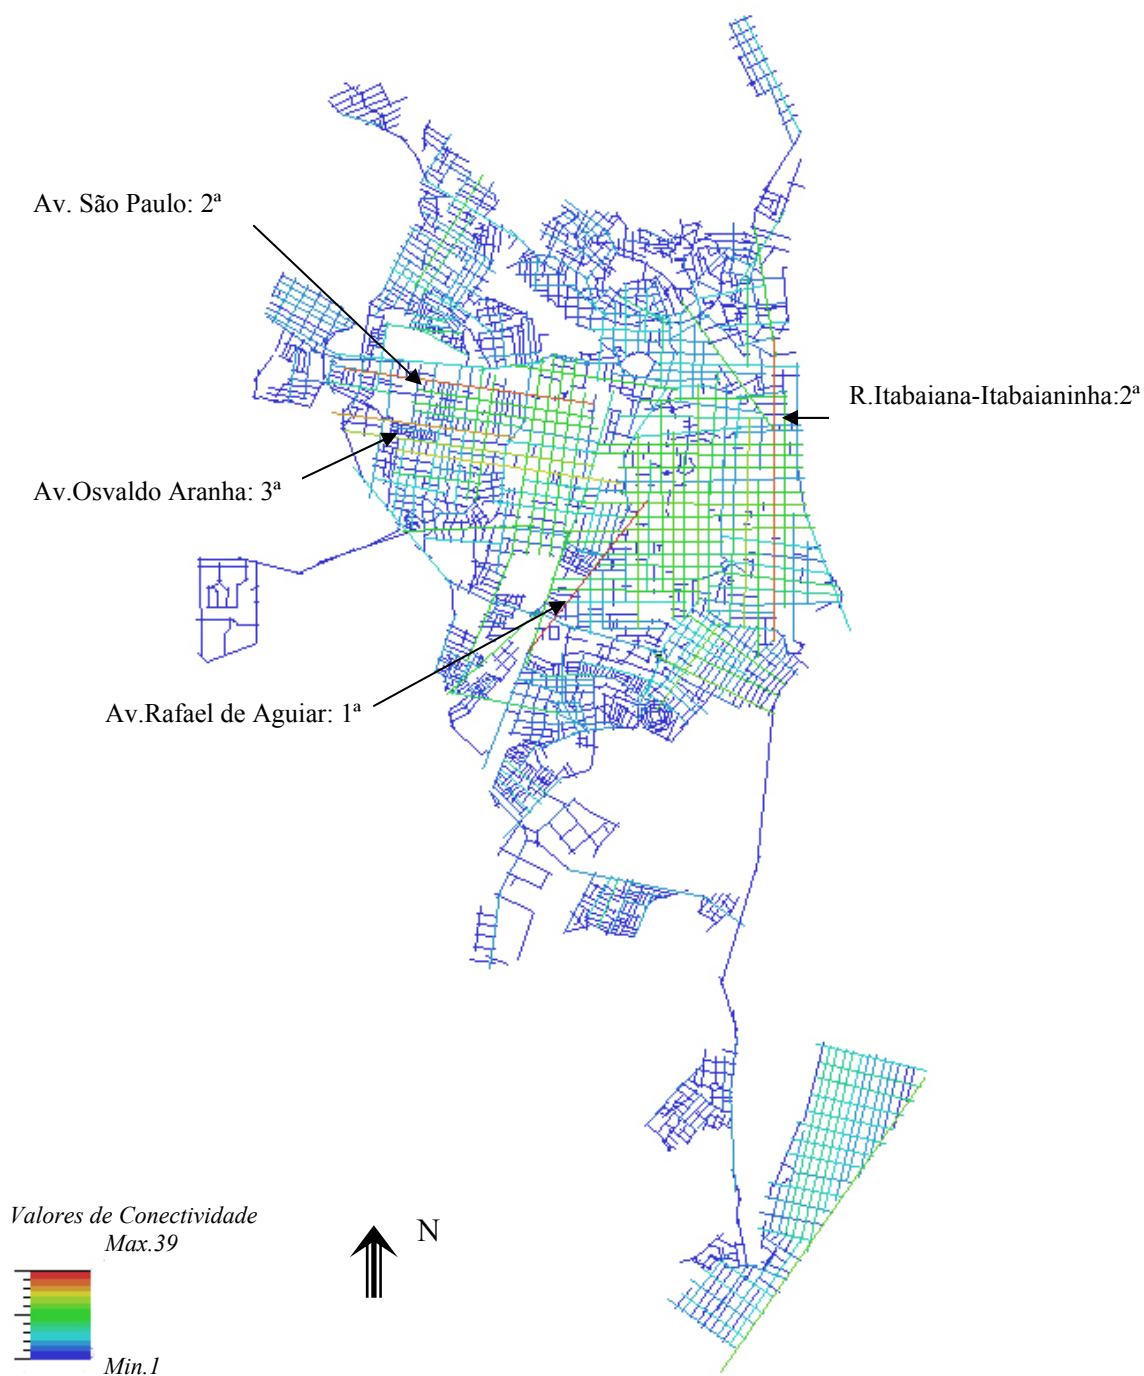 Av. São Paulo: 2ª
R.Itabaiana-Itabaianinha:2ª
Av.Osvaldo Aranha: 3ª
Av.Rafael de Aguiar: 1ª
Valores de Conectividade
Max.39
N
Min.1